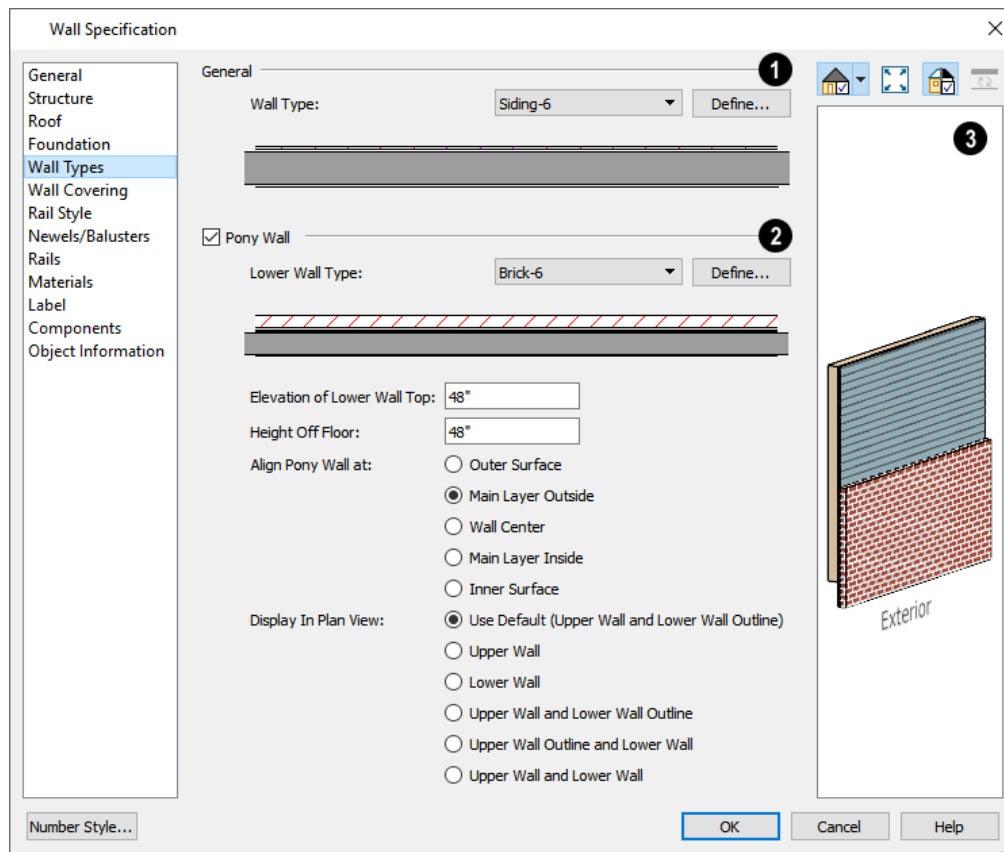 Wall Specification
General
Structure
Roof
Foundation
Wall Types
Wall Covering
Rail Style
Newels/Balusters
Rails
Materials
Label
Components
Object Information
General
1
Wall Type:
Siding-6
Define...
Pony Wall
2
Lower Wall Type:
Brick-6
Define...
Elevation of Lower Wall Top:
48"
Height Off Floor:
48"
Align Pony Wall at:
Outer Surface
Main Layer Outside
Wall Center
Main Layer Inside
Inner Surface
Display In Plan View:
Use Default (Upper Wall and Lower Wall Outline)
Upper Wall
Lower Wall
Upper Wall and Lower Wall Outline
Upper Wall Outline and Lower Wall
Upper Wall and Lower Wall
3
Exterior
Number Style...
OK
Cancel
Help